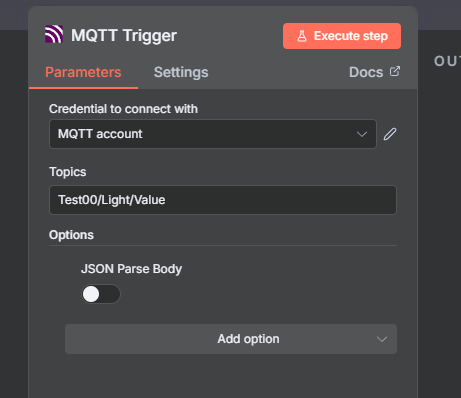 MQTT Trigger
Execute step
Parameters
Settings
Docs
OUT
Credential to connect with
MQTT account
Topics
Test00/Light/Value
Options
JSON Parse Body
Add option